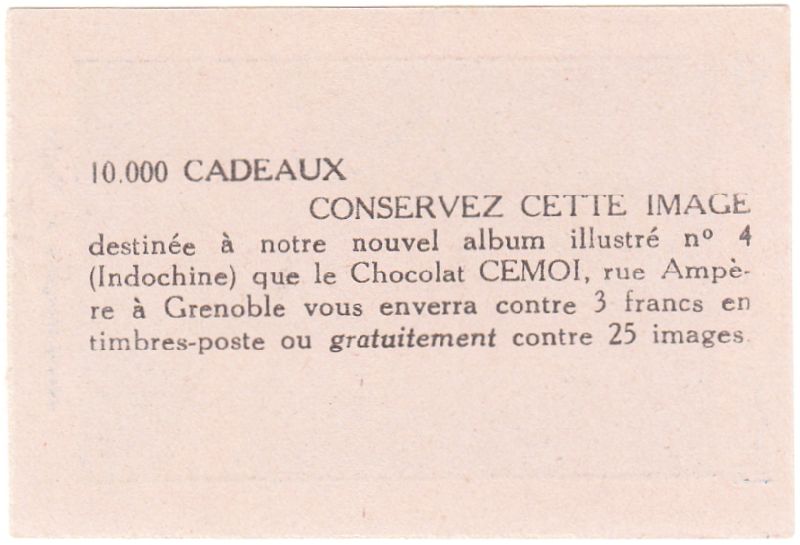 10.000 CADEAUX
CONSERVEZ CETTE IMAGE
destinée à notre nouvel album illustré nº 4
(Indochine) que le Chocolat CEMOI, rue Ampè-
re à Grenoble vous enverra contre 3 francs en
timbres-poste ou gratuitement contre 25 images.